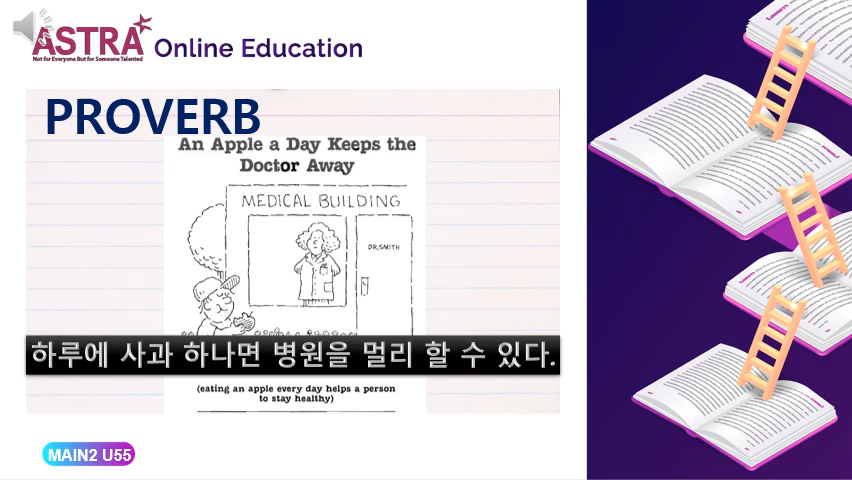 ASTRA
Not for Everyone But for Someone Talented
Online Education
PROVERB
An Apple a Day Keeps the
Doctor Away
MEDICAL BUILDING
DR. SMITH
하루에 사과 하나면 병원을 멀리 할 수 있다.
(eating an apple every day helps a person
to stay healthy)
MAIN2 U55